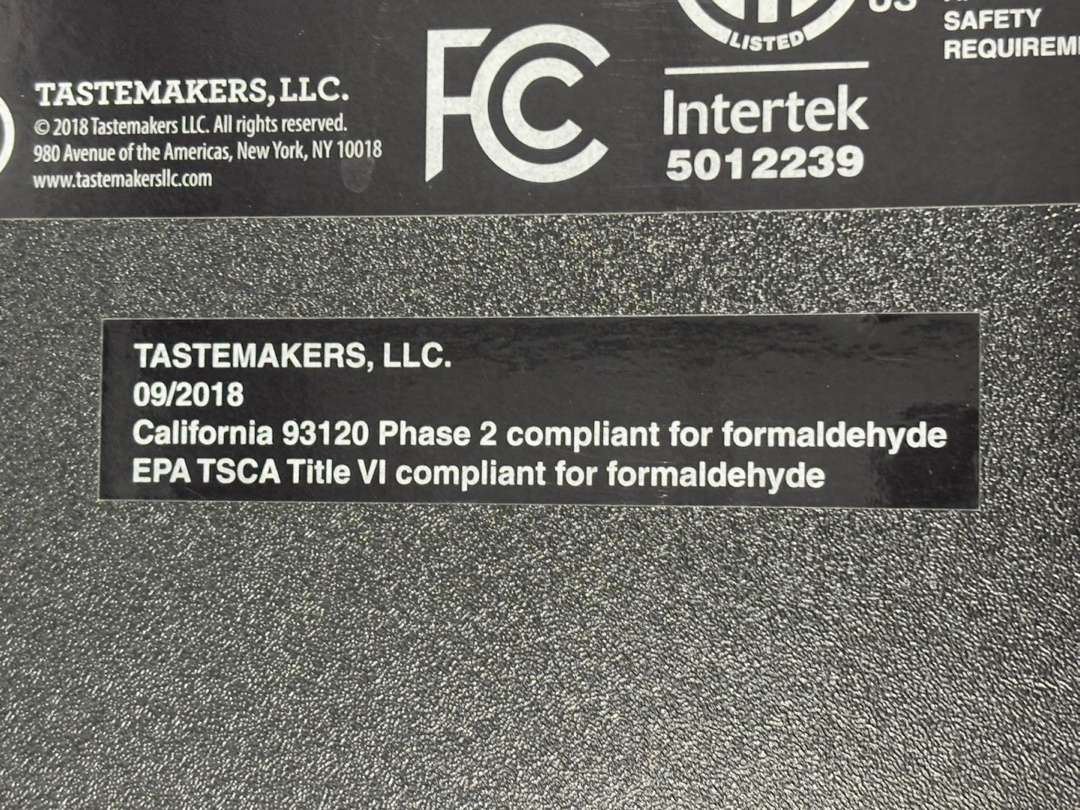 TASTEMAKERS, LLC.
© 2018 Tastemakers LLC. All rights reserved.
980 Avenue of the Americas, New York, NY 10018
www.tastemakersllc.com
FC
LISTED
Intertek
5012239
US
SAFETY
TASTEMAKERS, LLC.
09/2018
California 93120 Phase 2 compliant for formaldehyde
EPA TSCA Title VI compliant for formaldehyde